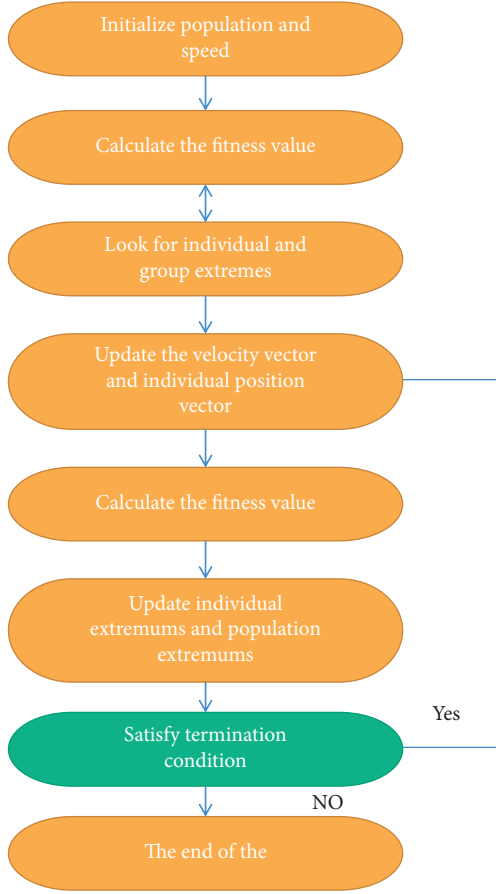 Initialize population and
speed
Calculate the fitness value
Look for individual and
group extremes
Update the velocity vector
and individual position
vector
Calculate the fitness value
Update individual
extremums and population
extremums
Yes
Satisfy termination
condition
NO
The end of the